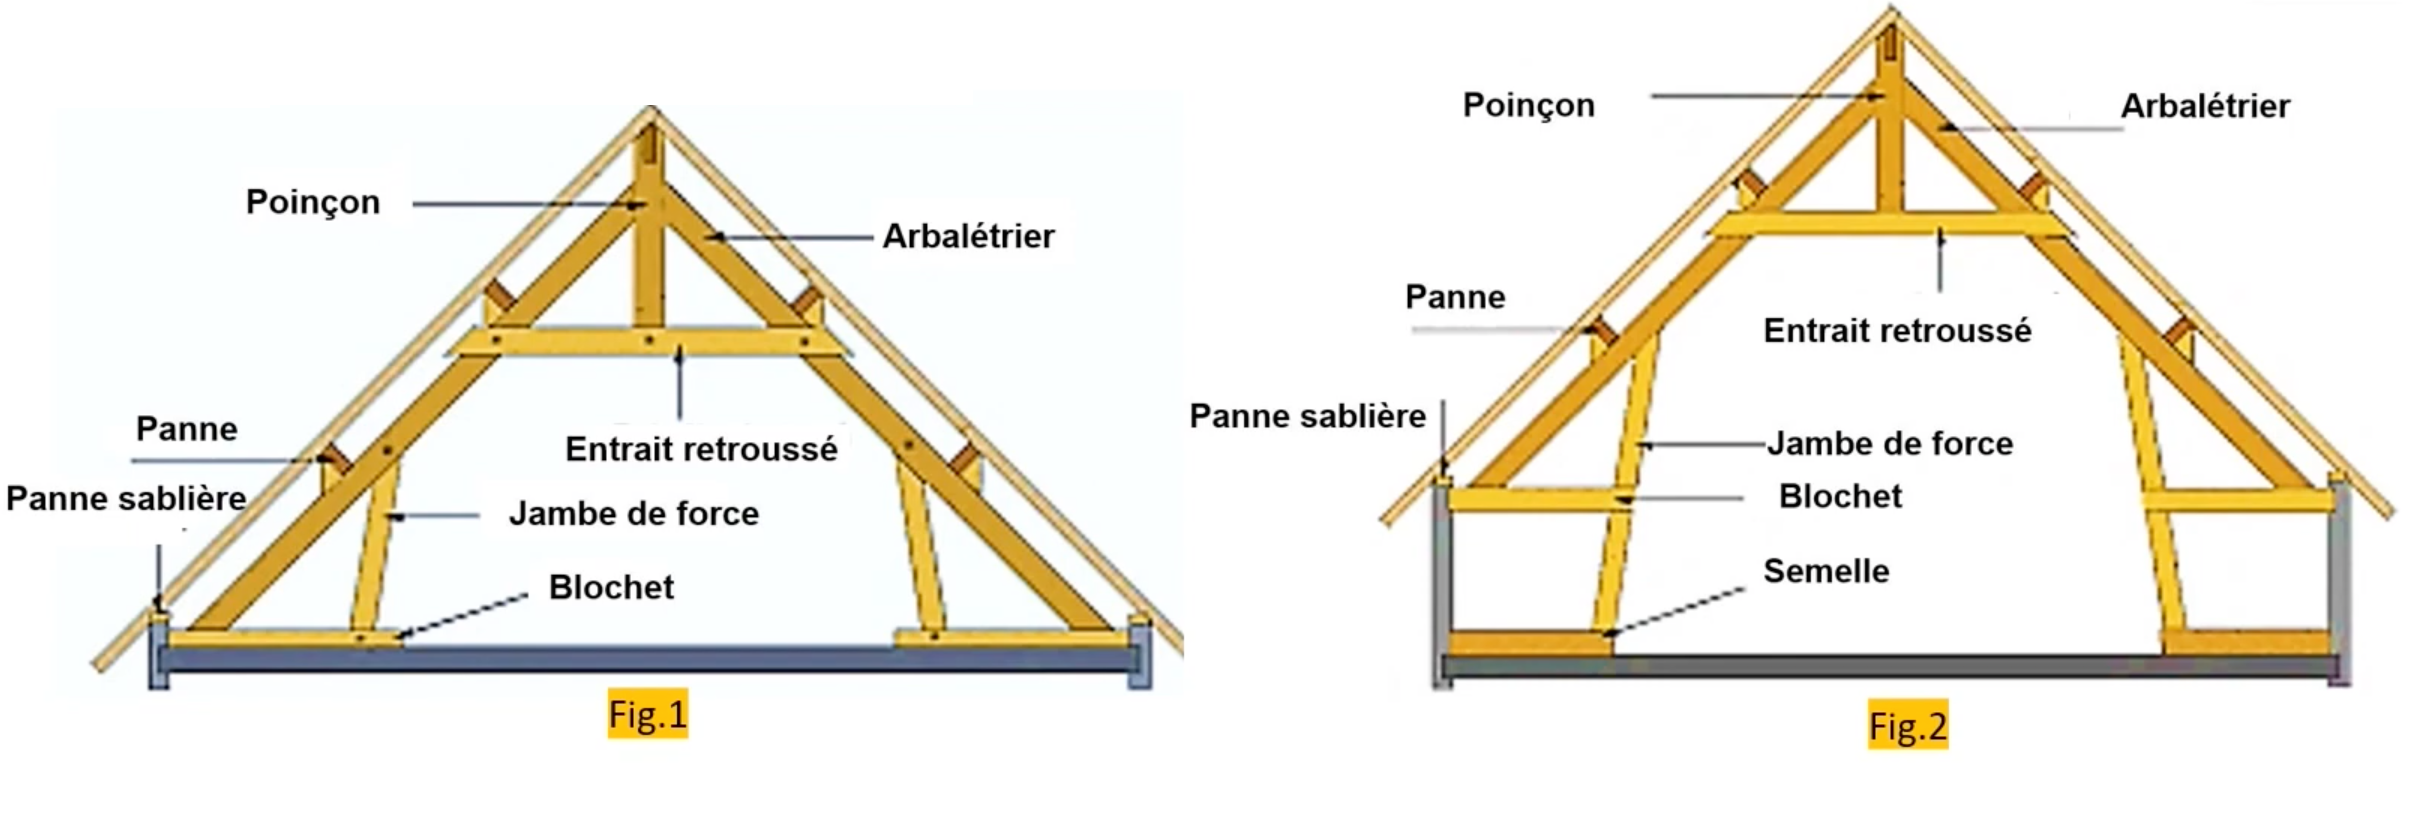 Poinçon
Arbalétrier
Panne
Entrait retroussé
Panne sablière
Jambe de force
Blochet
Fig.1
Poinçon
Arbalétrier
Panne
Entrait retroussé
Panne sablière
Jambe de force
Blochet
Semelle
Fig.2